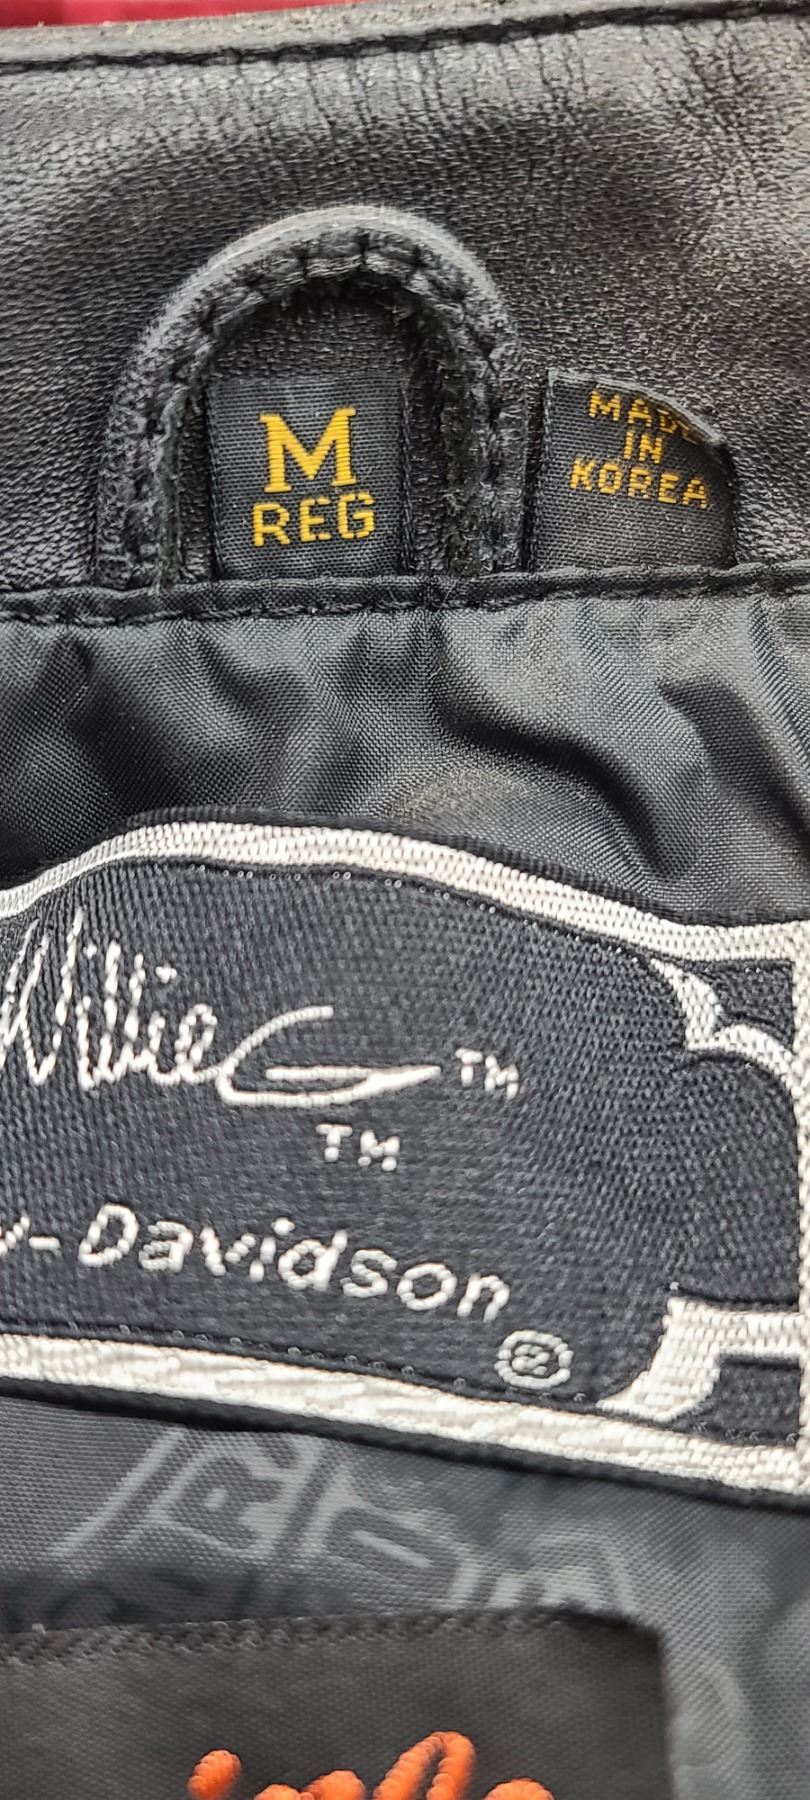 M
REG
MADE
IN
KOREA
Willie G ™
™
-Davidson
®